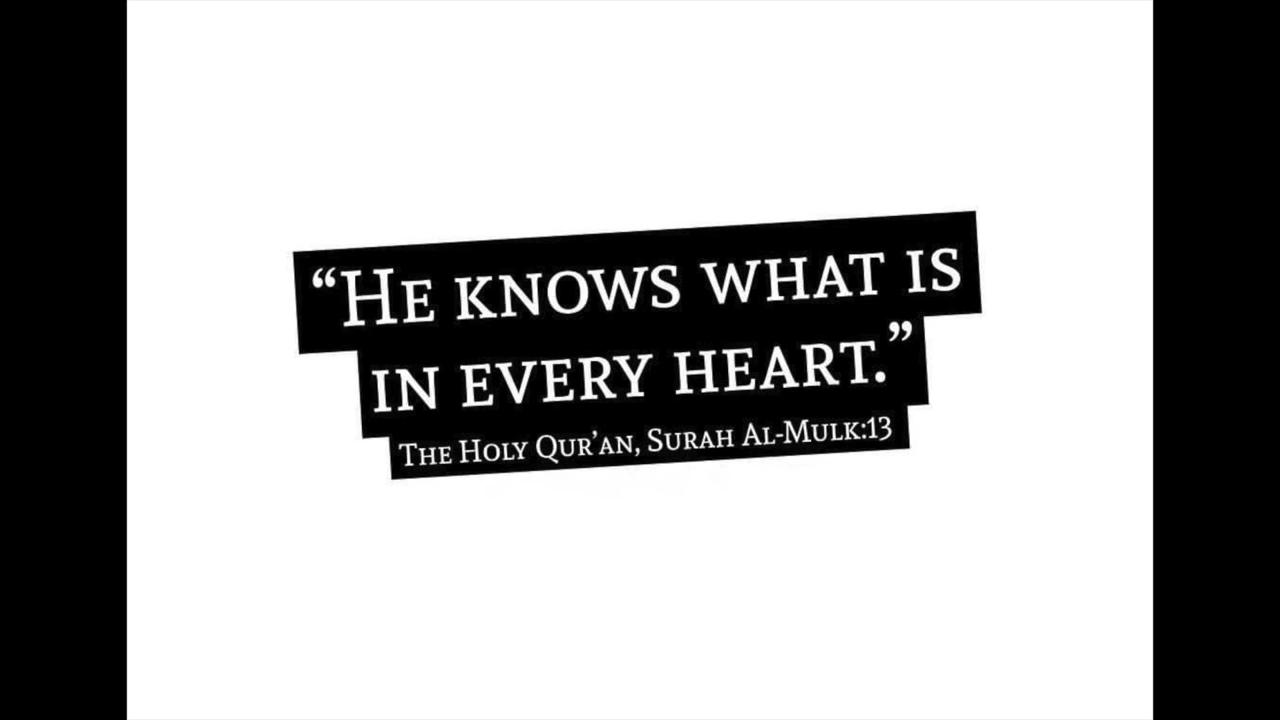 “He knows what is
in every heart.”
The Holy Qur’an, Surah Al-Mulk:13